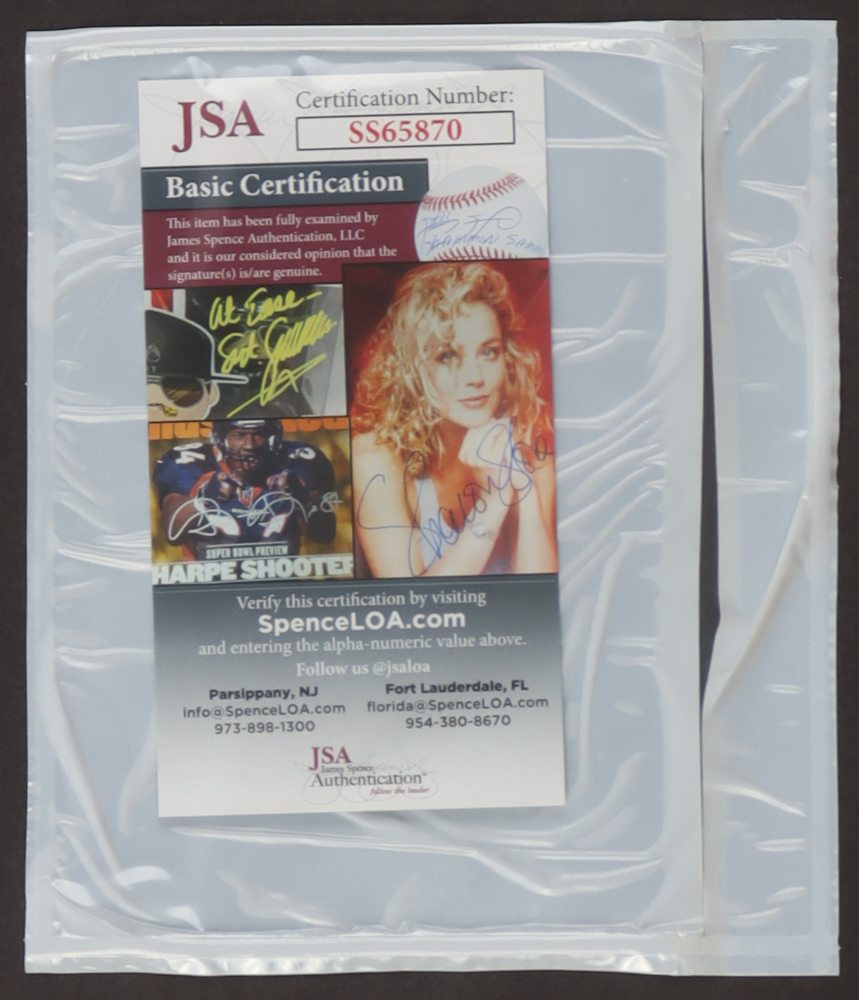 JSA
Certification Number:
SS65870
Basic Certification
This item has been fully examined by
James Spence Authentication, LLC
and it is our considered opinion that the
signature(s) is/are genuine.
At Ease-
84
SUPER BOWL PREVIEW
HARPE SHOOTER
Sharon Stone
Verify this certification by visiting
SpenceLOA.com
and entering the alpha-numeric value above.
Follow us @jsaloa
Parsippany, NJ
info@SpenceLOA.com
973-898-1300
Fort Lauderdale, FL
florida@SpenceLOA.com
954-380-8670
JSA
James Spence
Authentication
follow the leader